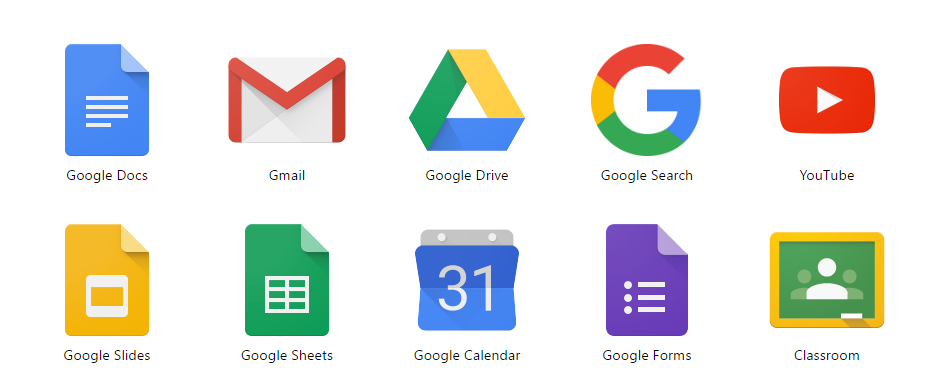 Google Docs
Gmail
Google Drive
Google Search
YouTube
31
Google Slides
Google Sheets
Google Calendar
Google Forms
Classroom